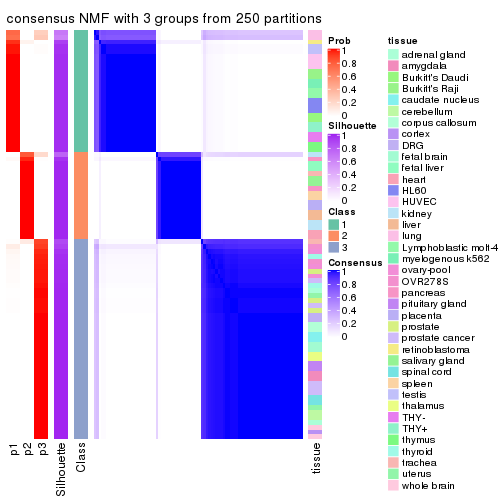 consensus NMF with 3 groups from 250 partitions
Prob
1
0.8
0.6
0.4
0.2
0
Silhouette
1
0.8
0.6
0.4
0.2
0
Class
1
2
3
Consensus
1
0.8
0.6
0.4
0.2
0
tissue
adrenal gland
amygdala
Burkitt's Daudi
Burkitt's Raji
caudate nucleus
cerebellum
corpus callosum
cortex
DRG
fetal brain
fetal liver
heart
HL60
HUVEC
kidney
liver
lung
Lymphoblastic molt-4
myelogenous k562
ovary-pool
OVR278S
pancreas
pituitary gland
placenta
prostate
prostate cancer
retinoblastoma
salivary gland
spinal cord
spleen
testis
thalamus
THY-
THY+
thymus
thyroid
trachea
uterus
whole brain
p1
p2
p3
Silhouette
Class
tissue